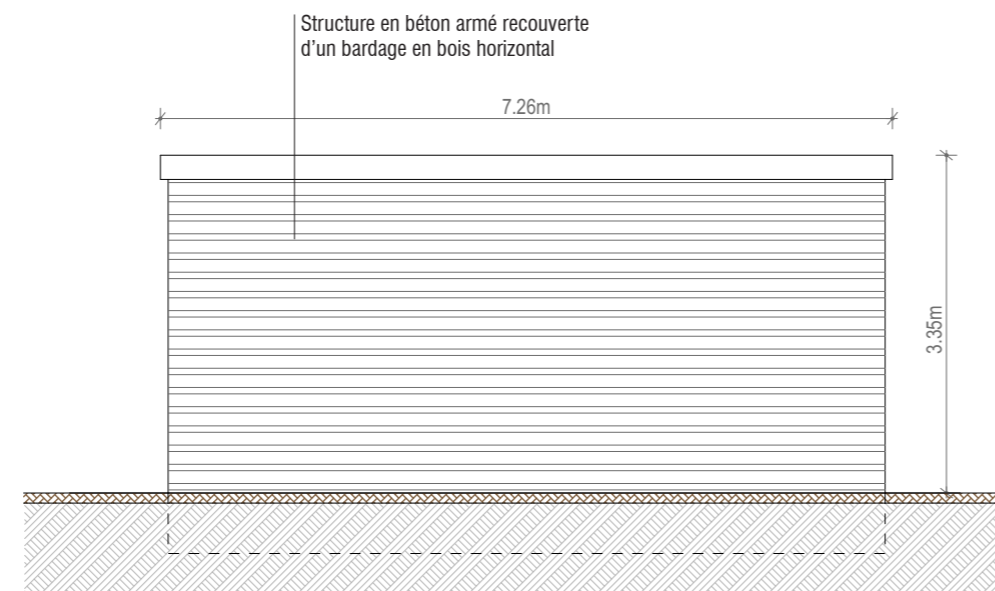 Structure en béton armé recouverte
d'un bardage en bois horizontal
7.26m
3.35m